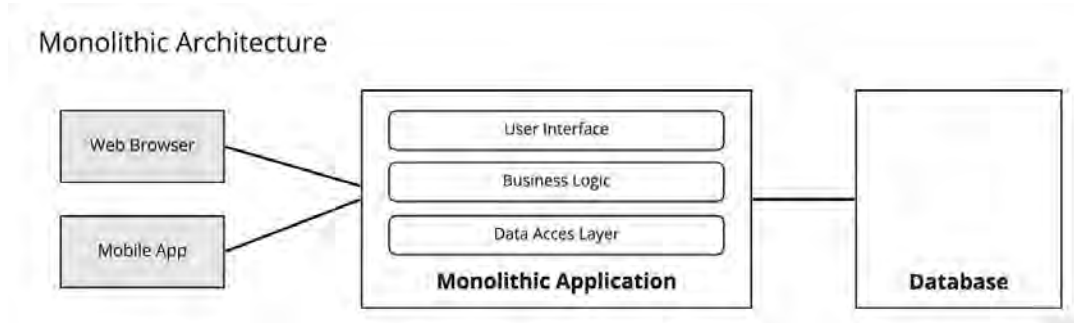 Monolithic Architecture
Web Browser
Mobile App
User Interface
Business Logic
Data Acces Layer
Monolithic Application
Database